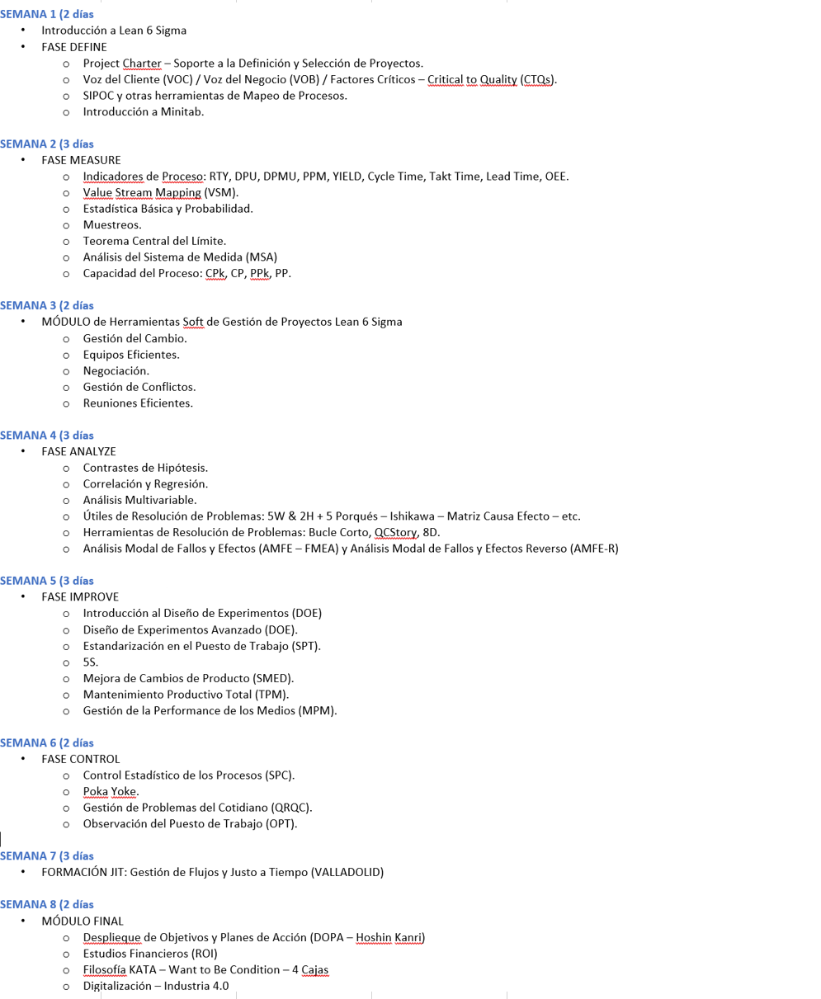 SEMANA 1 (2 días
• Introducción a Lean 6 Sigma
• FASE DEFINE
o Project Charter – Soporte a la Definición y Selección de Proyectos.
o Voz del Cliente (VOC) / Voz del Negocio (VOB) / Factores Críticos – Critical to Quality (CTQs).
o SIPOC y otras herramientas de Mapeo de Procesos.
o Introducción a Minitab.
SEMANA 2 (3 días
• FASE MEASURE
o Indicadores de Proceso: RTY, DPU, DPMU, PPM, YIELD, Cycle Time, Takt Time, Lead Time, OEE.
o Value Stream Mapping (VSM).
o Estadística Básica y Probabilidad.
o Muestreos.
o Teorema Central del Límite.
o Análisis del Sistema de Medida (MSA)
o Capacidad del Proceso: CPk, CP, PPk, PP.
SEMANA 3 (2 días
• MÓDULO de Herramientas Soft de Gestión de Proyectos Lean 6 Sigma
o Gestión del Cambio.
o Equipos Eficientes.
o Negociación.
o Gestión de Conflictos.
o Reuniones Eficientes.
SEMANA 4 (3 días
• FASE ANALYZE
o Contrastes de Hipótesis.
o Correlación y Regresión.
o Análisis Multivariable.
o Útiles de Resolución de Problemas: 5W & 2H + 5 Porqués – Ishikawa – Matriz Causa Efecto – etc.
o Herramientas de Resolución de Problemas: Bucle Corto, QCStory, 8D.
o Análisis Modal de Fallos y Efectos (AMFE – FMEA) y Análisis Modal de Fallos y Efectos Reverso (AMFE-R)
SEMANA 5 (3 días
• FASE IMPROVE
o Introducción al Diseño de Experimentos (DOE)
o Diseño de Experimentos Avanzado (DOE).
o Estandarización en el Puesto de Trabajo (SPT).
o 5S.
o Mejora de Cambios de Producto (SMED).
o Mantenimiento Productivo Total (TPM).
o Gestión de la Performance de los Medios (MPM).
SEMANA 6 (2 días
• FASE CONTROL
o Control Estadístico de los Procesos (SPC).
o Poka Yoke.
o Gestión de Problemas del Cotidiano (QRQC).
o Observación del Puesto de Trabajo (OPT).
SEMANA 7 (3 días
• FORMACIÓN JIT: Gestión de Flujos y Justo a Tiempo (VALLADOLID)
SEMANA 8 (2 días
• MÓDULO FINAL
o Desplieque de Objetivos y Planes de Acción (DOPA – Hoshin Kanri)
o Estudios Financieros (ROI)
o Filosofía KATA – Want to Be Condition – 4 Cajas
o Digitalización – Industria 4.0